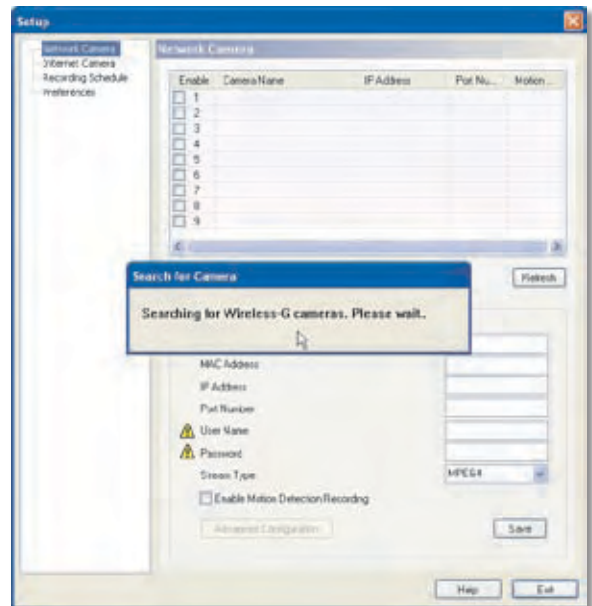 Setup
Network Camera
Internet Camera
Recording Schedule
Preferences
Network Camera
Enable Camera Name IP Address Port Nu... Motion ...
1
2
3
4
5
6
7
8
9
Search for Camera
Searching for Wireless-G cameras. Please wait.
Refresh
MAC Address
IP Address
Port Number
User Name
Password
Stream Type MPEG4
Enable Motion Detection Recording
Advanced Configuration
Save
Help Exit